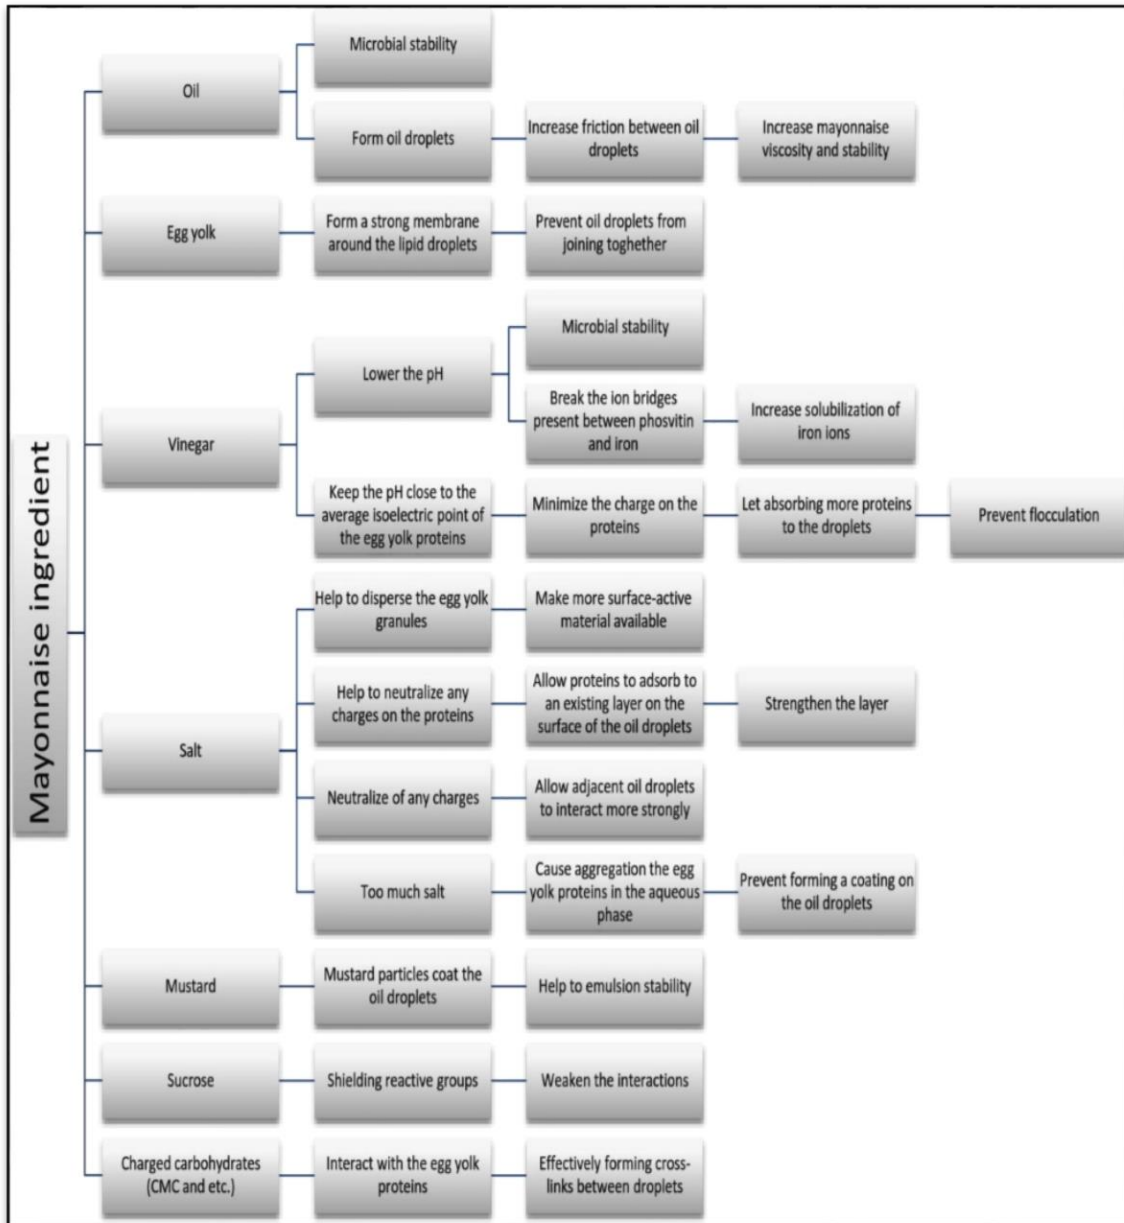 Mayonnaise ingredient
Oil
Microbial stability
Form oil droplets
Increase friction between oil
droplets
Increase mayonnaise
viscosity and stability
Egg yolk
Form a strong membrane
around the lipid droplets
Prevent oil droplets from
joining toghether
Vinegar
Lower the pH
Microbial stability
Break the ion bridges
present between phosvitin
and iron
Increase solubilization of
iron ions
Keep the pH close to the
average isoelectric point of
the egg yolk proteins
Minimize the charge on the
proteins
Let absorbing more proteins
to the droplets
Prevent flocculation
Salt
Help to disperse the egg yolk
granules
Make more surface-active
material available
Help to neutralize any
charges on the proteins
Allow proteins to adsorb to
an existing layer on the
surface of the oil droplets
Strengthen the layer
Neutralize of any charges
Allow adjacent oil droplets
to interact more strongly
Too much salt
Cause aggregation the egg
yolk proteins in the aqueous
phase
Prevent forming a coating on
the oil droplets
Mustard
Mustard particles coat the
oil droplets
Help to emulsion stability
Sucrose
Shielding reactive groups
Weaken the interactions
Charged carbohydrates
(CMC and etc.)
Interact with the egg yolk
proteins
Effectively forming cross-
links between droplets